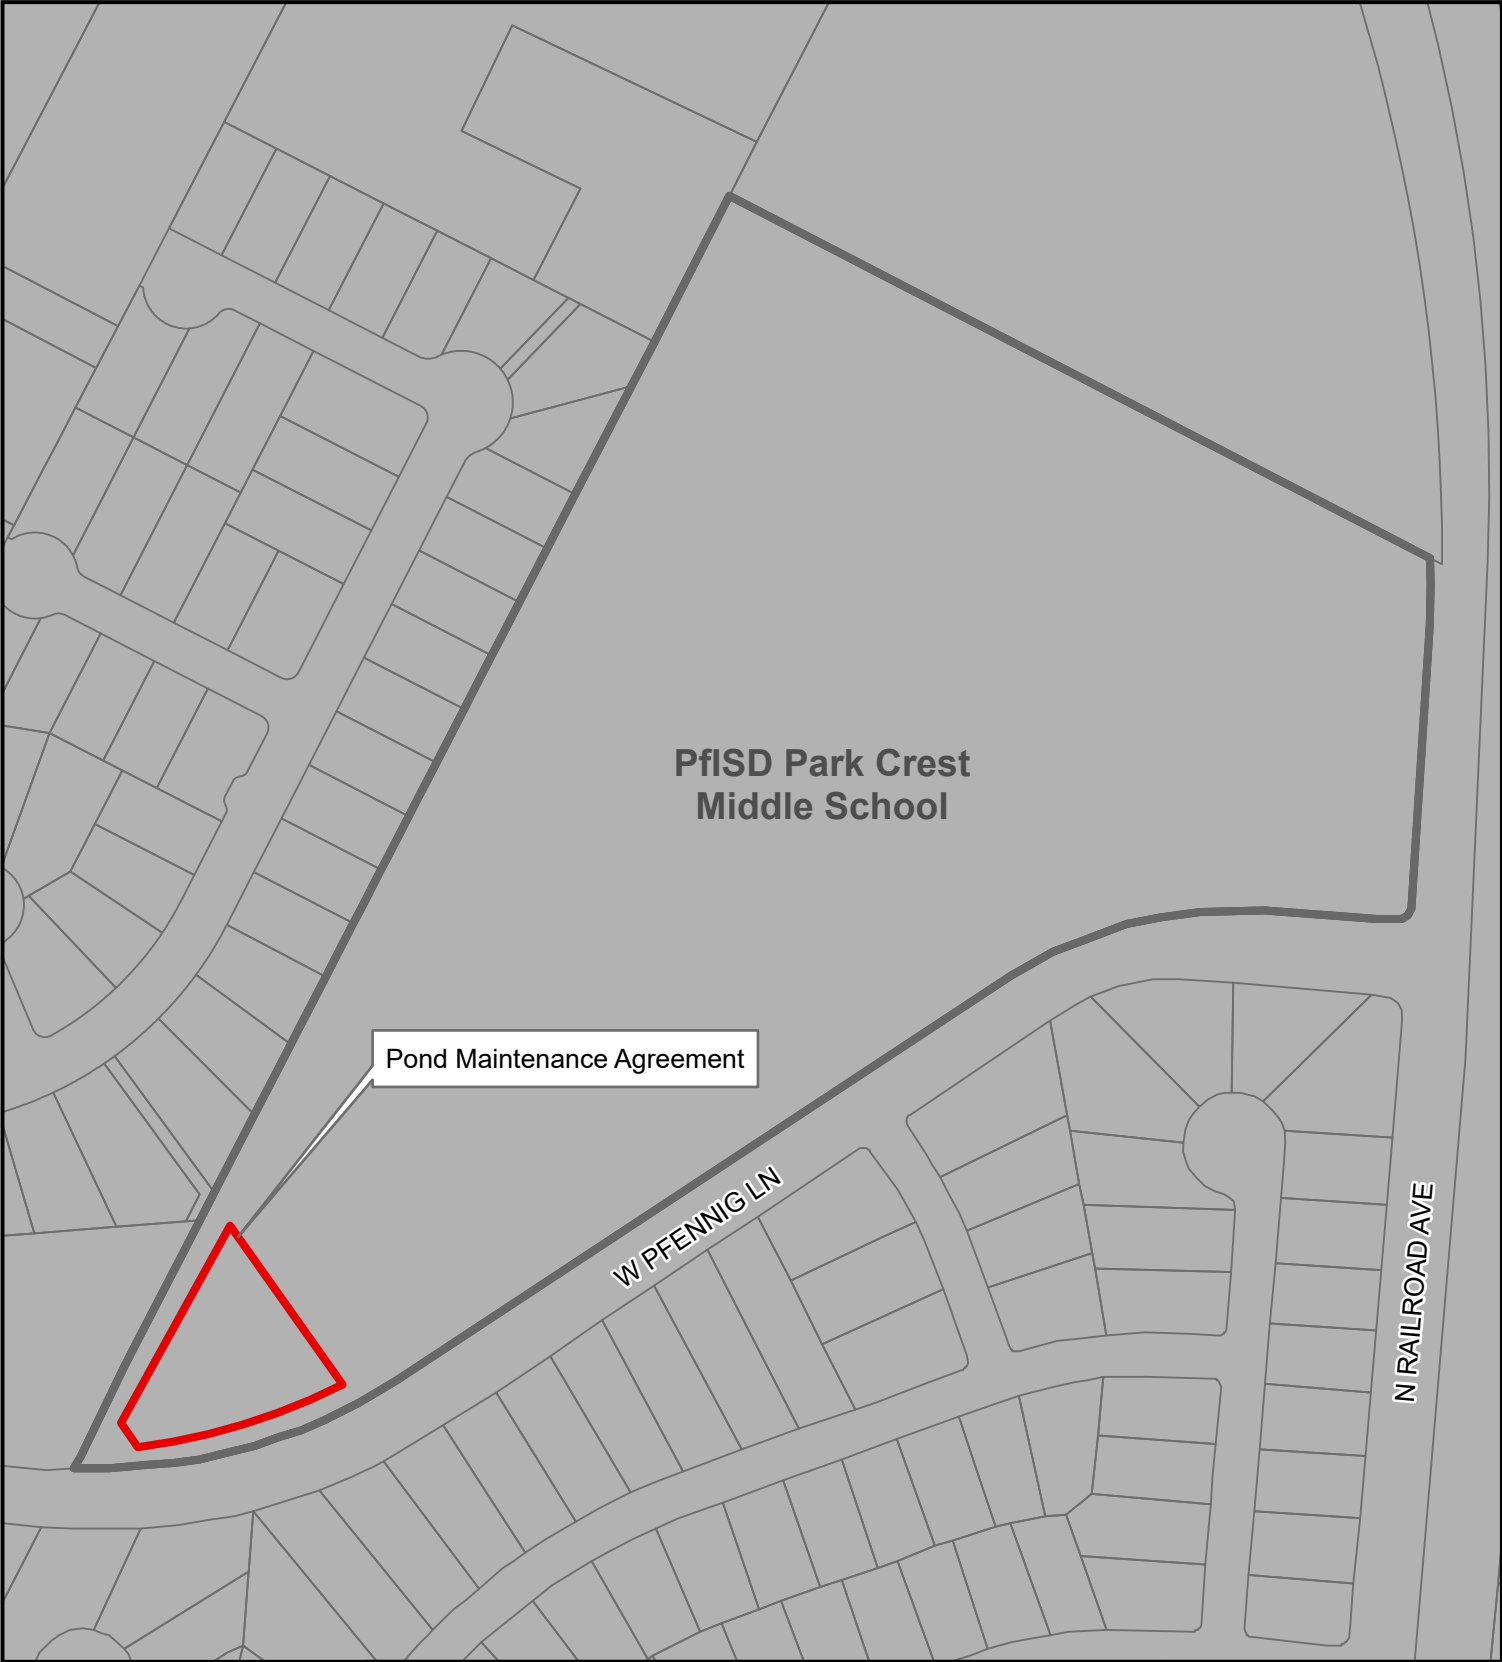 PfISD Park Crest
Middle School
Pond Maintenance Agreement
W PFENNIG LN
N RAILROAD AVE